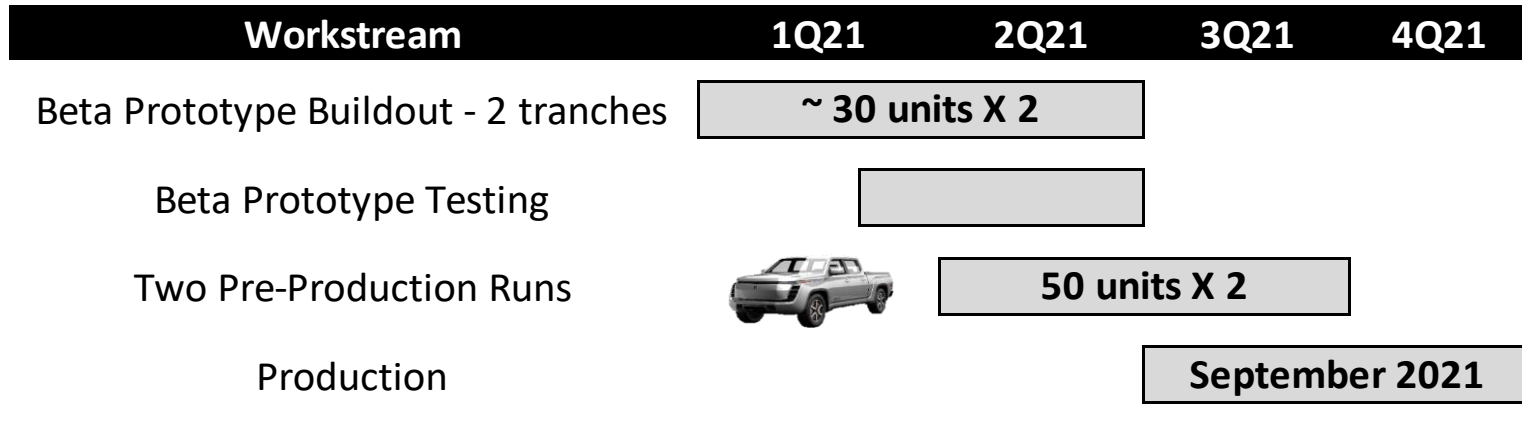 Workstream 1Q21 2Q21 3Q21 4Q21
Beta Prototype Buildout - 2 tranches ~ 30 units X 2
Beta Prototype Testing
Two Pre-Production Runs 50 units X 2
Production September 2021